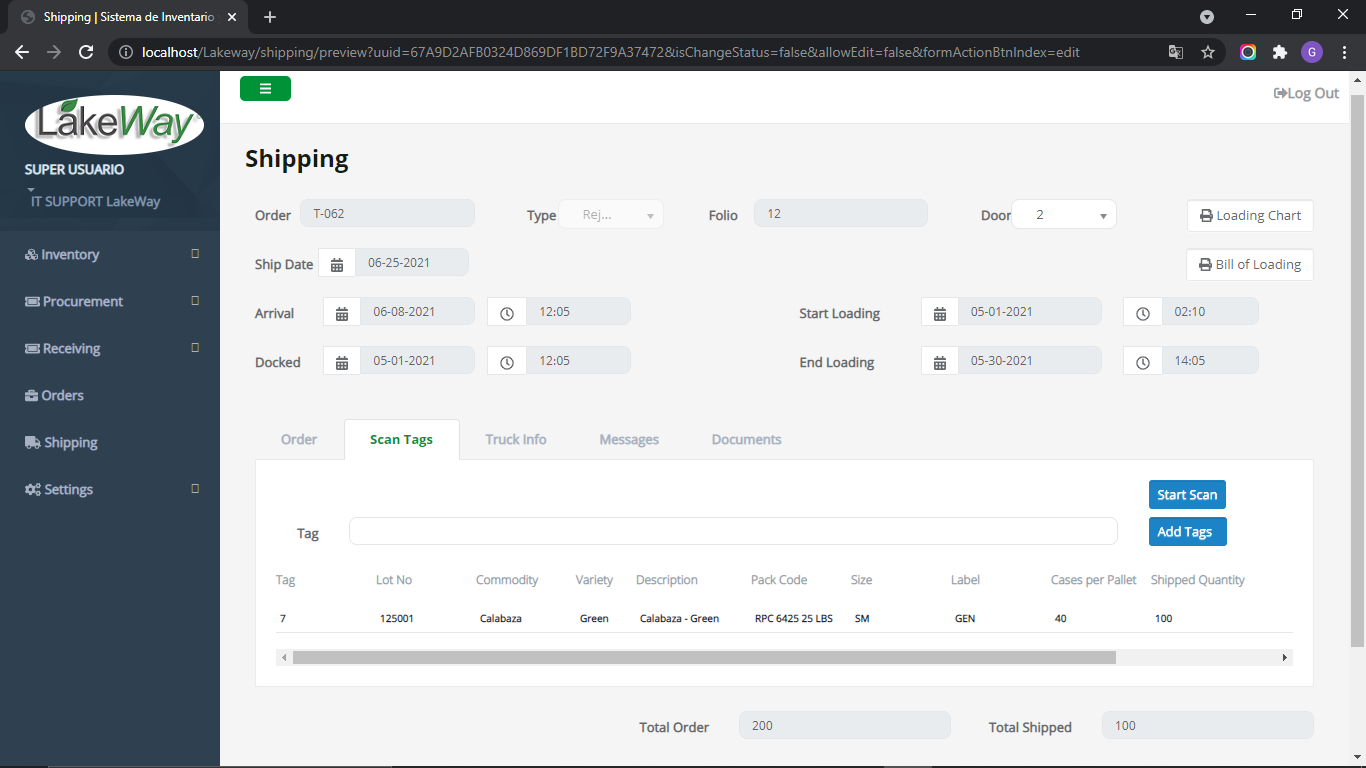 Shipping | Sistema de Inventario
localhost/Lakeway/shipping/preview?uuid=67A9D2AFB0324D869DF1BD72F9A37472&isChangeStatus=false&allowEdit=false&formActionBtnIndex=edit
G
LakeWay
Log Out
SUPER USUARIO
IT SUPPORT LakeWay
Inventory
Procurement
Receiving
Orders
Shipping
Settings
Shipping
Order T-062 Type Rej... Folio 12 Door 2 Loading Chart
Ship Date 06-25-2021 Bill of Loading
Arrival 06-08-2021 12:05 Start Loading 05-01-2021 02:10
Docked 05-01-2021 12:05 End Loading 05-30-2021 14:05
Order Scan Tags Truck Info Messages Documents
Start Scan
Tag Add Tags
Tag Lot No Commodity Variety Description Pack Code Size Label Cases per Pallet Shipped Quantity
7 125001 Calabaza Green Calabaza - Green RPC 6425 25 LBS SM GEN 40 100
Total Order 200 Total Shipped 100